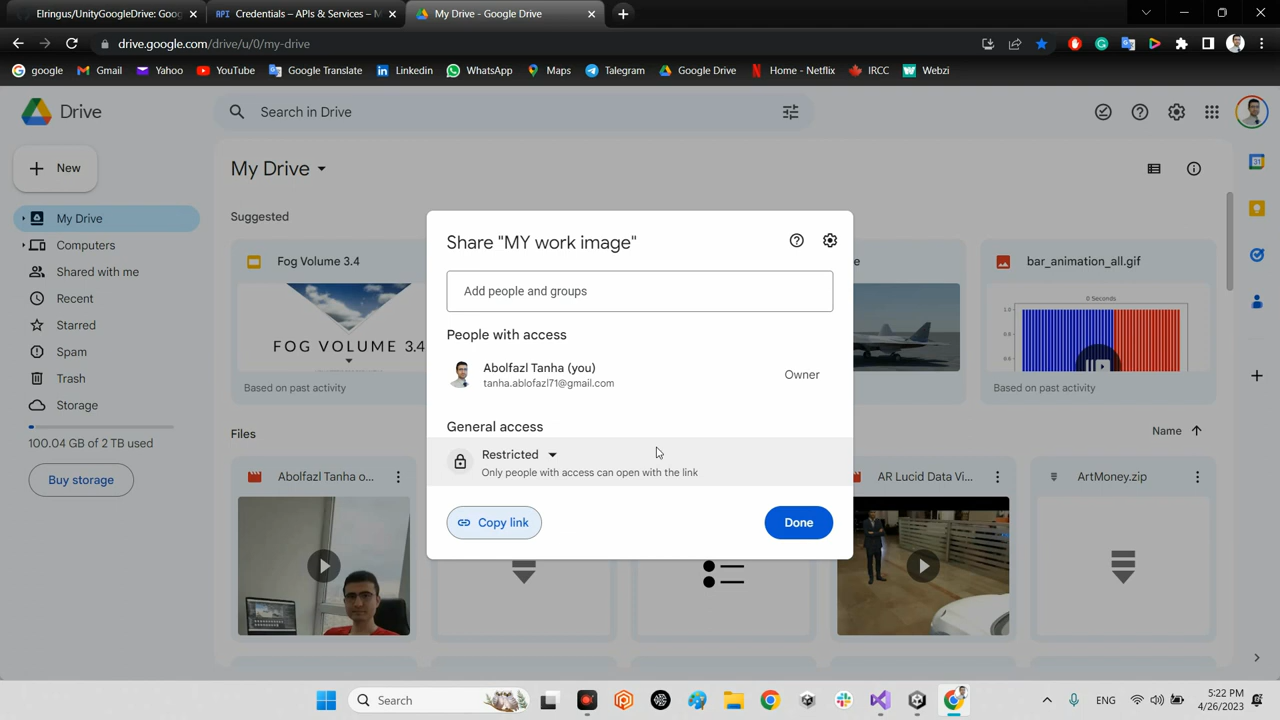 Elringus/UnityGoogleDrive: Goog
Credentials – APIs & Services – M
My Drive - Google Drive
drive.google.com/drive/u/0/my-drive
google
Gmail
Yahoo
YouTube
Google Translate
Linkedin
WhatsApp
Maps
Talegram
Google Drive
Home - Netflix
IRCC
Webzi
Drive
Search in Drive
New
My Drive
My Drive
Computers
Shared with me
Recent
Starred
Spam
Trash
Storage
100.04 GB of 2 TB used
Buy storage
Suggested
Fog Volume 3.4
FOG VOLUME 3.4
Based on past activity
e
bar_animation_all.gif
0 Seconds
Based on past activity
Share "MY work image"
Add people and groups
People with access
Abolfazl Tanha (you)
tanha.ablofazl71@gmail.com
Owner
General access
Restricted
Only people with access can open with the link
Copy link
Done
Files
Name
Abolfazl Tanha o...
AR Lucid Data Vi...
ArtMoney.zip
Search
ENG
5:22 PM
4/26/2023